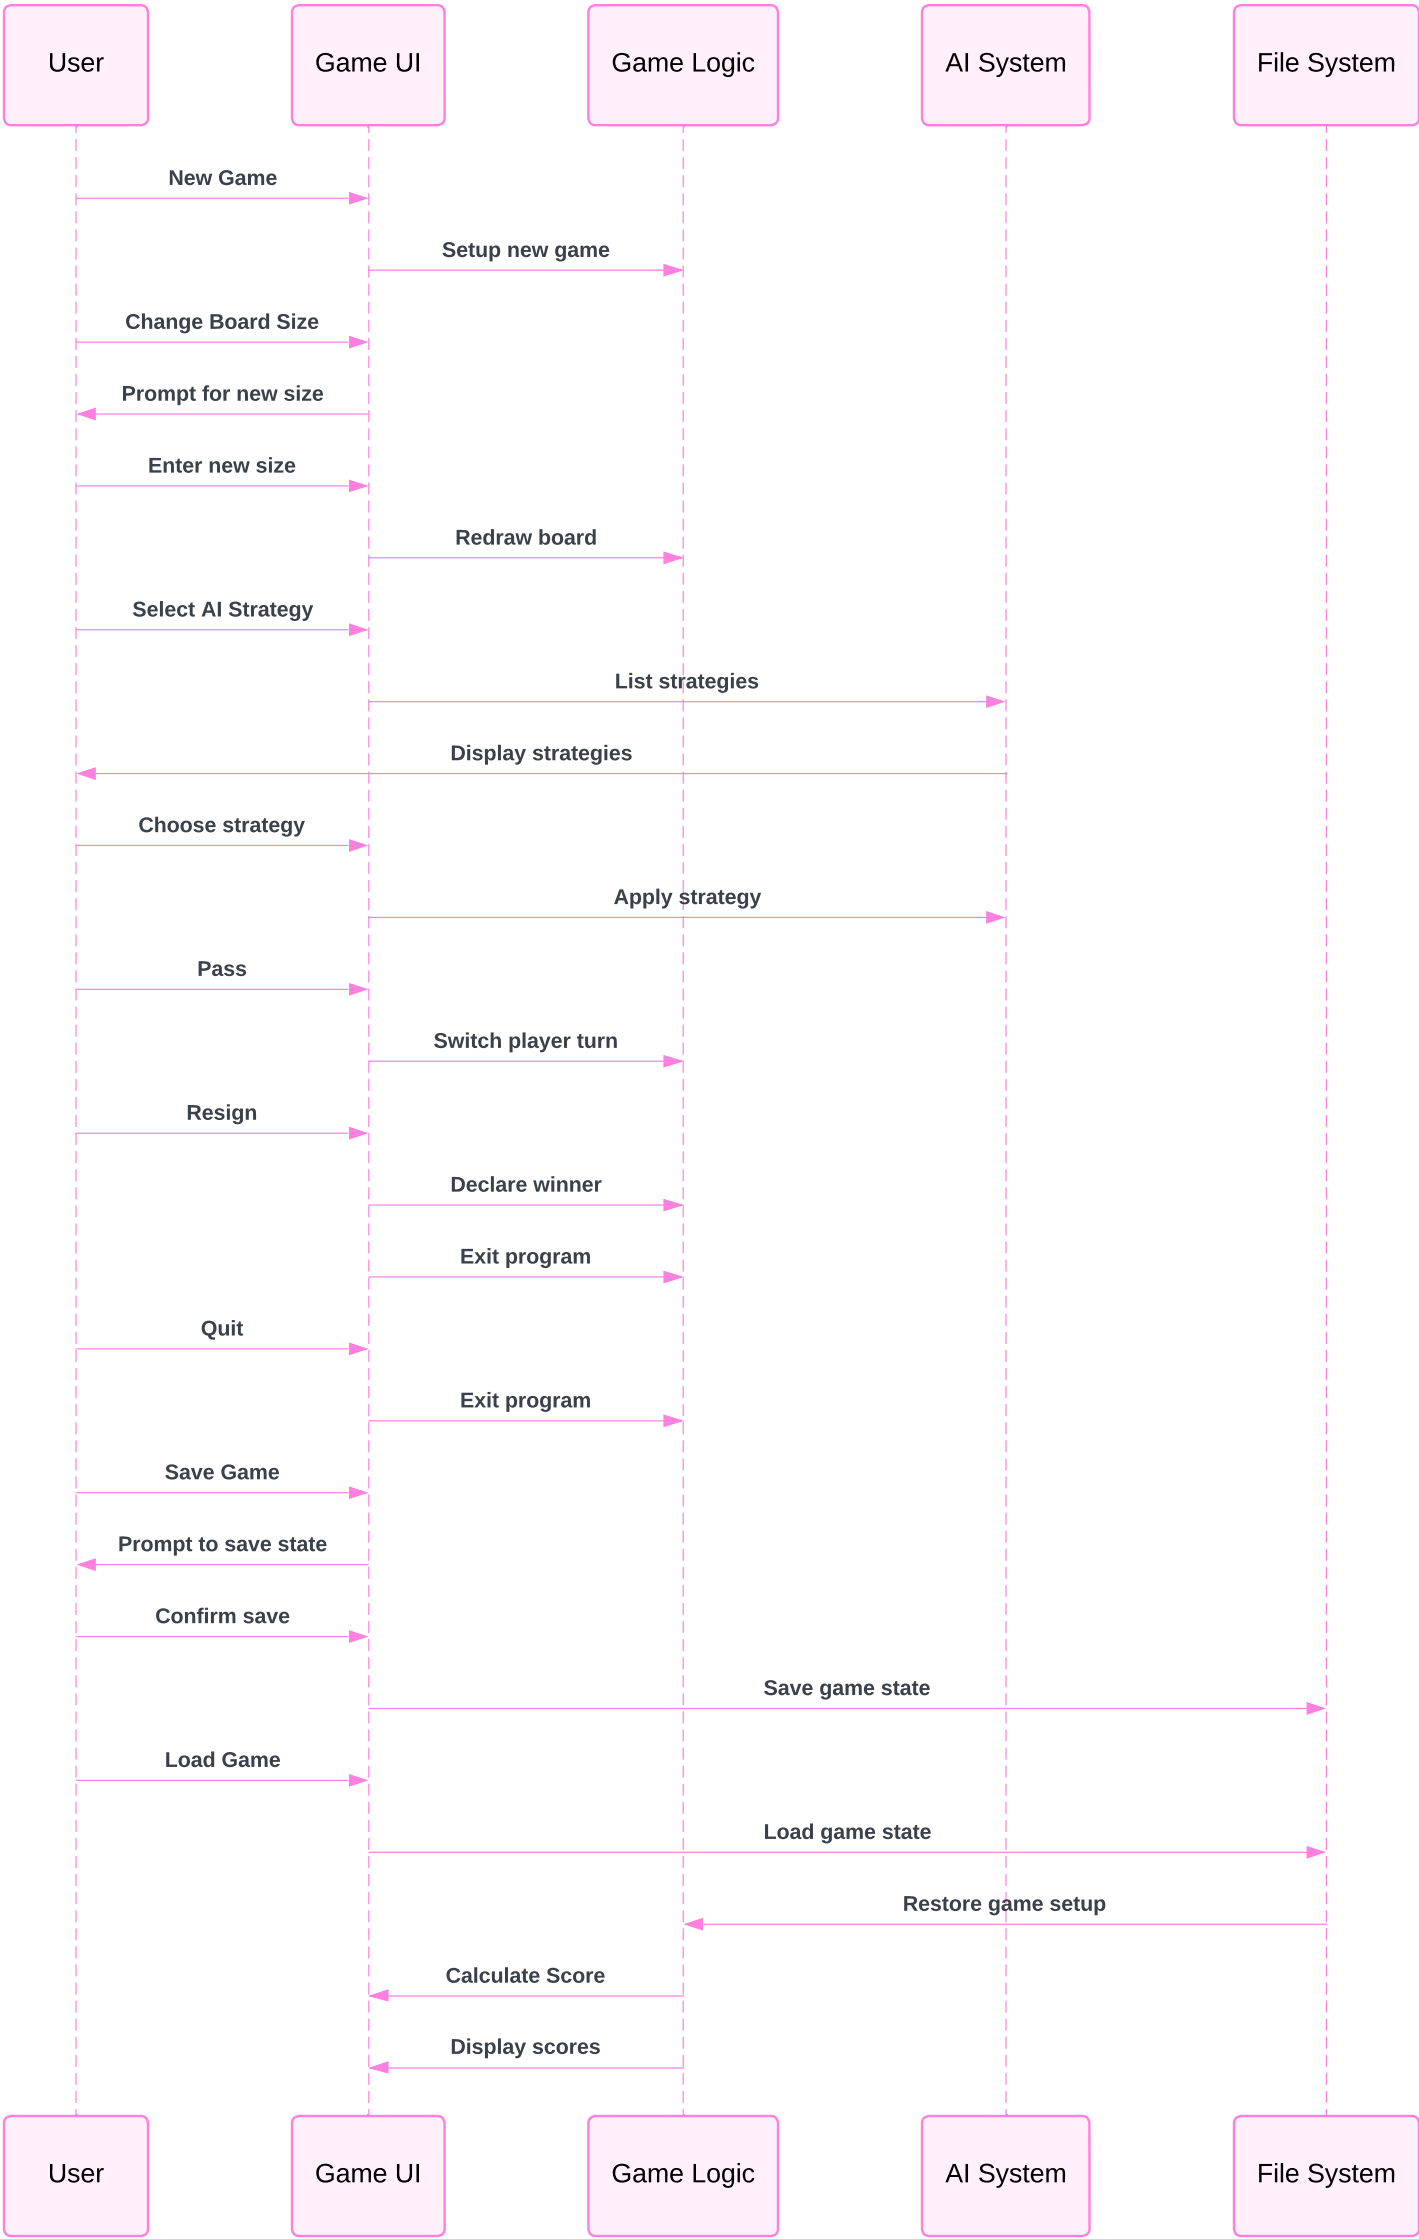 User
Game UI
Game Logic
AI System
File System
New Game
Setup new game
Change Board Size
Prompt for new size
Enter new size
Redraw board
Select AI Strategy
List strategies
Display strategies
Choose strategy
Apply strategy
Pass
Switch player turn
Resign
Declare winner
Exit program
Quit
Exit program
Save Game
Prompt to save state
Confirm save
Save game state
Load Game
Load game state
Restore game setup
Calculate Score
Display scores
User
Game UI
Game Logic
AI System
File System